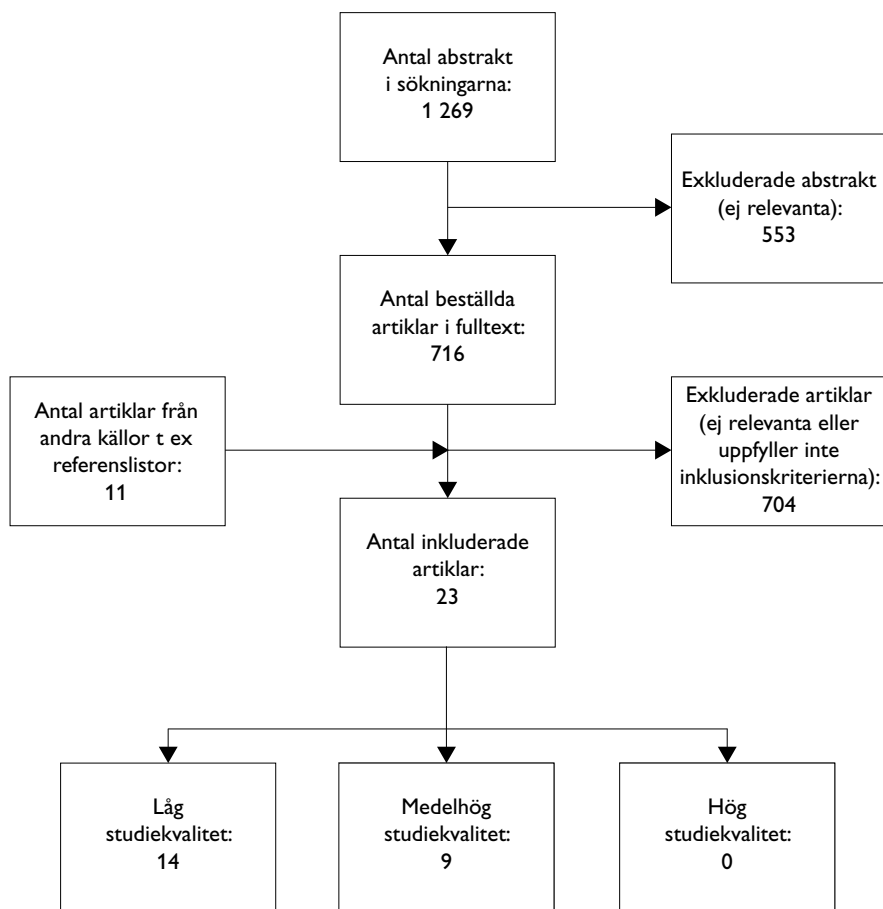 Antal abstrakt
i sökningarna:
1 269
Exkluderade abstrakt
(ej relevanta):
553
Antal beställda
artiklar i fulltext:
716
Antal artiklar från
andra källor t ex
referenslistor:
11
Exkluderade artiklar
(ej relevanta eller
uppfyller inte
inklusionskriterierna):
704
Antal inkluderade
artiklar:
23
Låg
studiekvalitet:
14
Medelhög
studiekvalitet:
9
Hög
studiekvalitet:
0